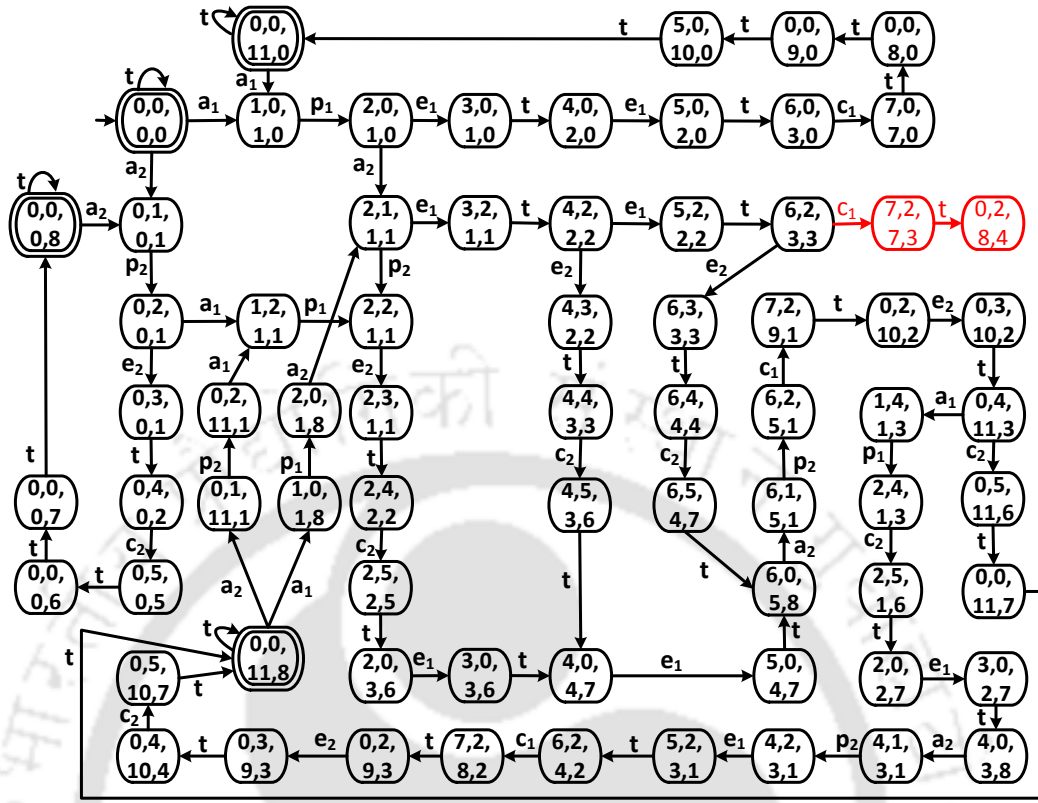 t
0,0,
11,0
t
5,0,
10,0
t
0,0,
9,0
t
0,0,
8,0
t
a1
t
0,0,
0,0
a1
1,0,
1,0
p1
2,0,
1,0
e1
3,0,
1,0
t
4,0,
2,0
e1
5,0,
2,0
t
6,0,
3,0
c1
7,0,
7,0
a2
a2
t
0,0,
0,8
a2
0,1,
0,1
2,1,
1,1
e1
3,2,
1,1
t
4,2,
2,2
e1
5,2,
2,2
t
6,2,
3,3
c1
7,2,
7,3
t
0,2,
8,4
p2
p2
e2
e2
0,2,
0,1
a1
1,2,
1,1
p1
2,2,
1,1
4,3,
2,2
6,3,
3,3
7,2,
9,1
t
0,2,
10,2
e2
0,3,
10,2
e2
a1
a2
e2
t
t
c1
t
0,3,
0,1
0,2,
11,1
2,0,
1,8
2,3,
1,1
4,4,
3,3
6,4,
4,4
6,2,
5,1
1,4,
1,3
a1
0,4,
11,3
t
t
p2
p1
t
c2
c2
p2
p1
c2
0,0,
0,7
0,4,
0,2
0,1,
11,1
1,0,
1,8
2,4,
2,2
4,5,
3,6
6,5,
4,7
6,1,
5,1
2,4,
1,3
0,5,
11,6
t
c2
c2
a2
c2
t
0,0,
0,6
t
0,5,
0,5
a2
a1
2,5,
2,5
t
t
6,0,
5,8
2,5,
1,6
0,0,
11,7
t
t
t
t
t
0,5,
10,7
t
0,0,
11,8
2,0,
3,6
e1
3,0,
3,6
t
4,0,
4,7
e1
5,0,
4,7
2,0,
2,7
e1
3,0,
2,7
c2
t
0,4,
10,4
t
0,3,
9,3
e2
0,2,
9,3
t
7,2,
8,2
c1
6,2,
4,2
t
5,2,
3,1
e1
4,2,
3,1
p2
4,1,
3,1
a2
4,0,
3,8